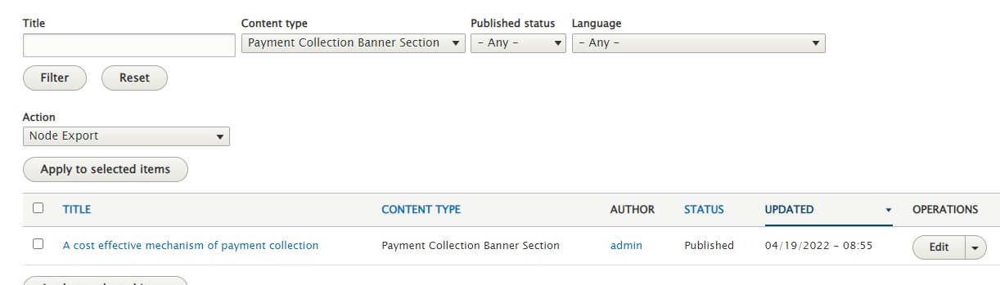 Title Content type Published status Language
Payment Collection Banner Section - Any - - Any -
Filter Reset
Action
Node Export
Apply to selected items
TITLE CONTENT TYPE AUTHOR STATUS UPDATED OPERATIONS
A cost effective mechanism of payment collection Payment Collection Banner Section admin Published 04/19/2022 - 08:55 Edit